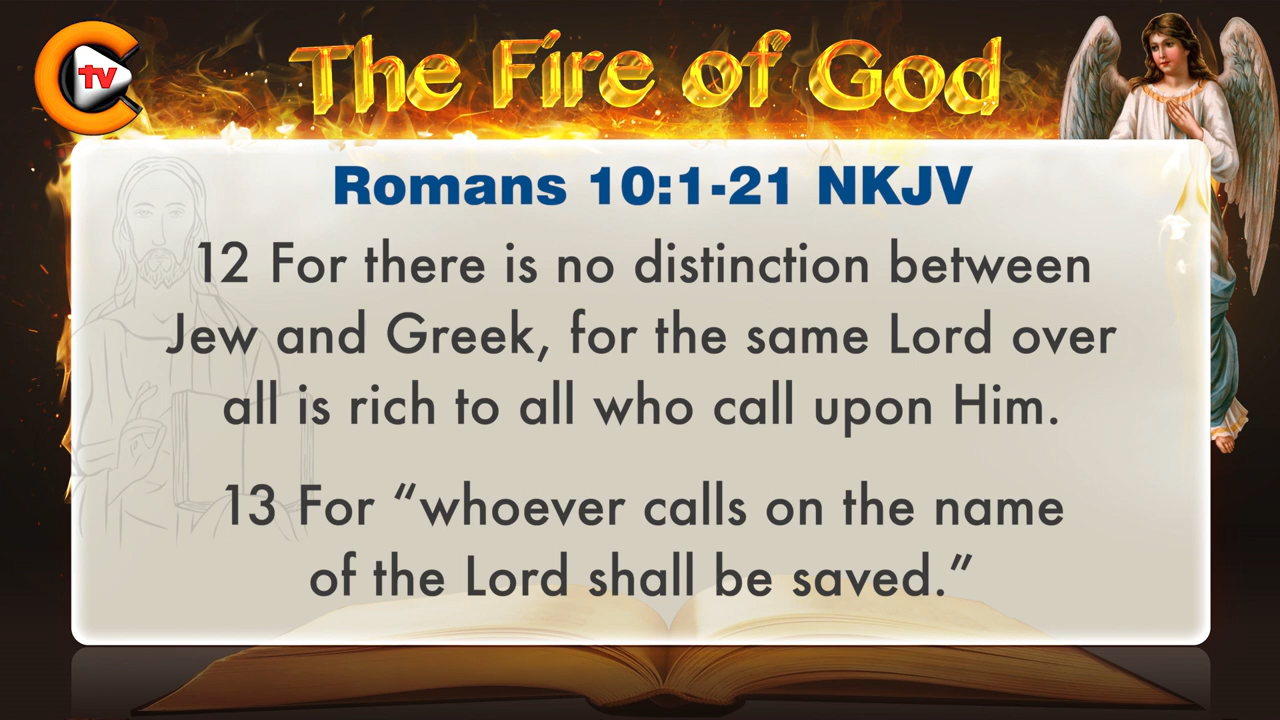 tv
The Fire of God
Romans 10:1-21 NKJV
12 For there is no distinction between
Jew and Greek, for the same Lord over
all is rich to all who call upon Him.
13 For “whoever calls on the name
of the Lord shall be saved.”